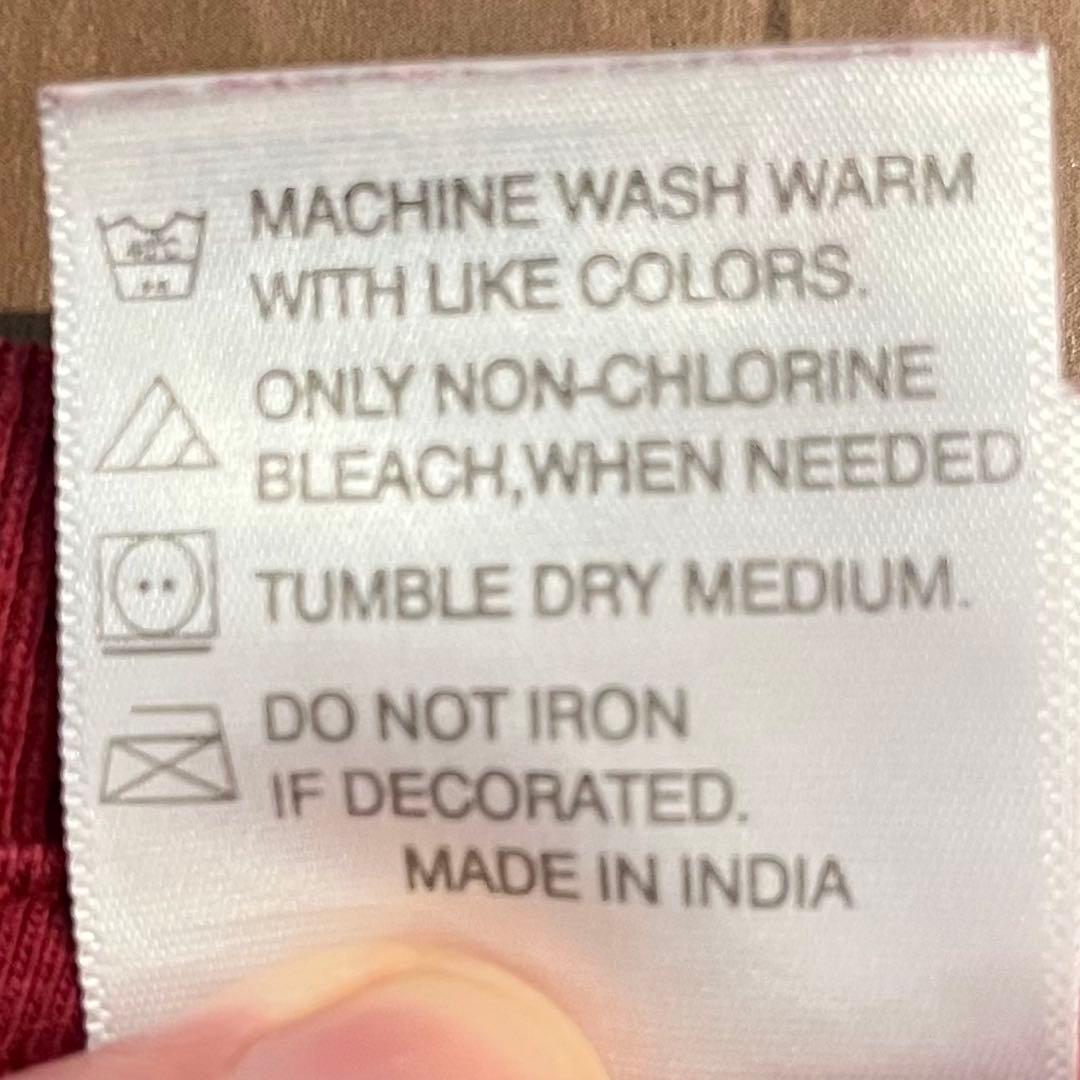 MACHINE WASH WARM
WITH LIKE COLORS.
ONLY NON-CHLORINE
BLEACH,WHEN NEEDED
TUMBLE DRY MEDIUM.
DO NOT IRON
IF DECORATED.
MADE IN INDIA